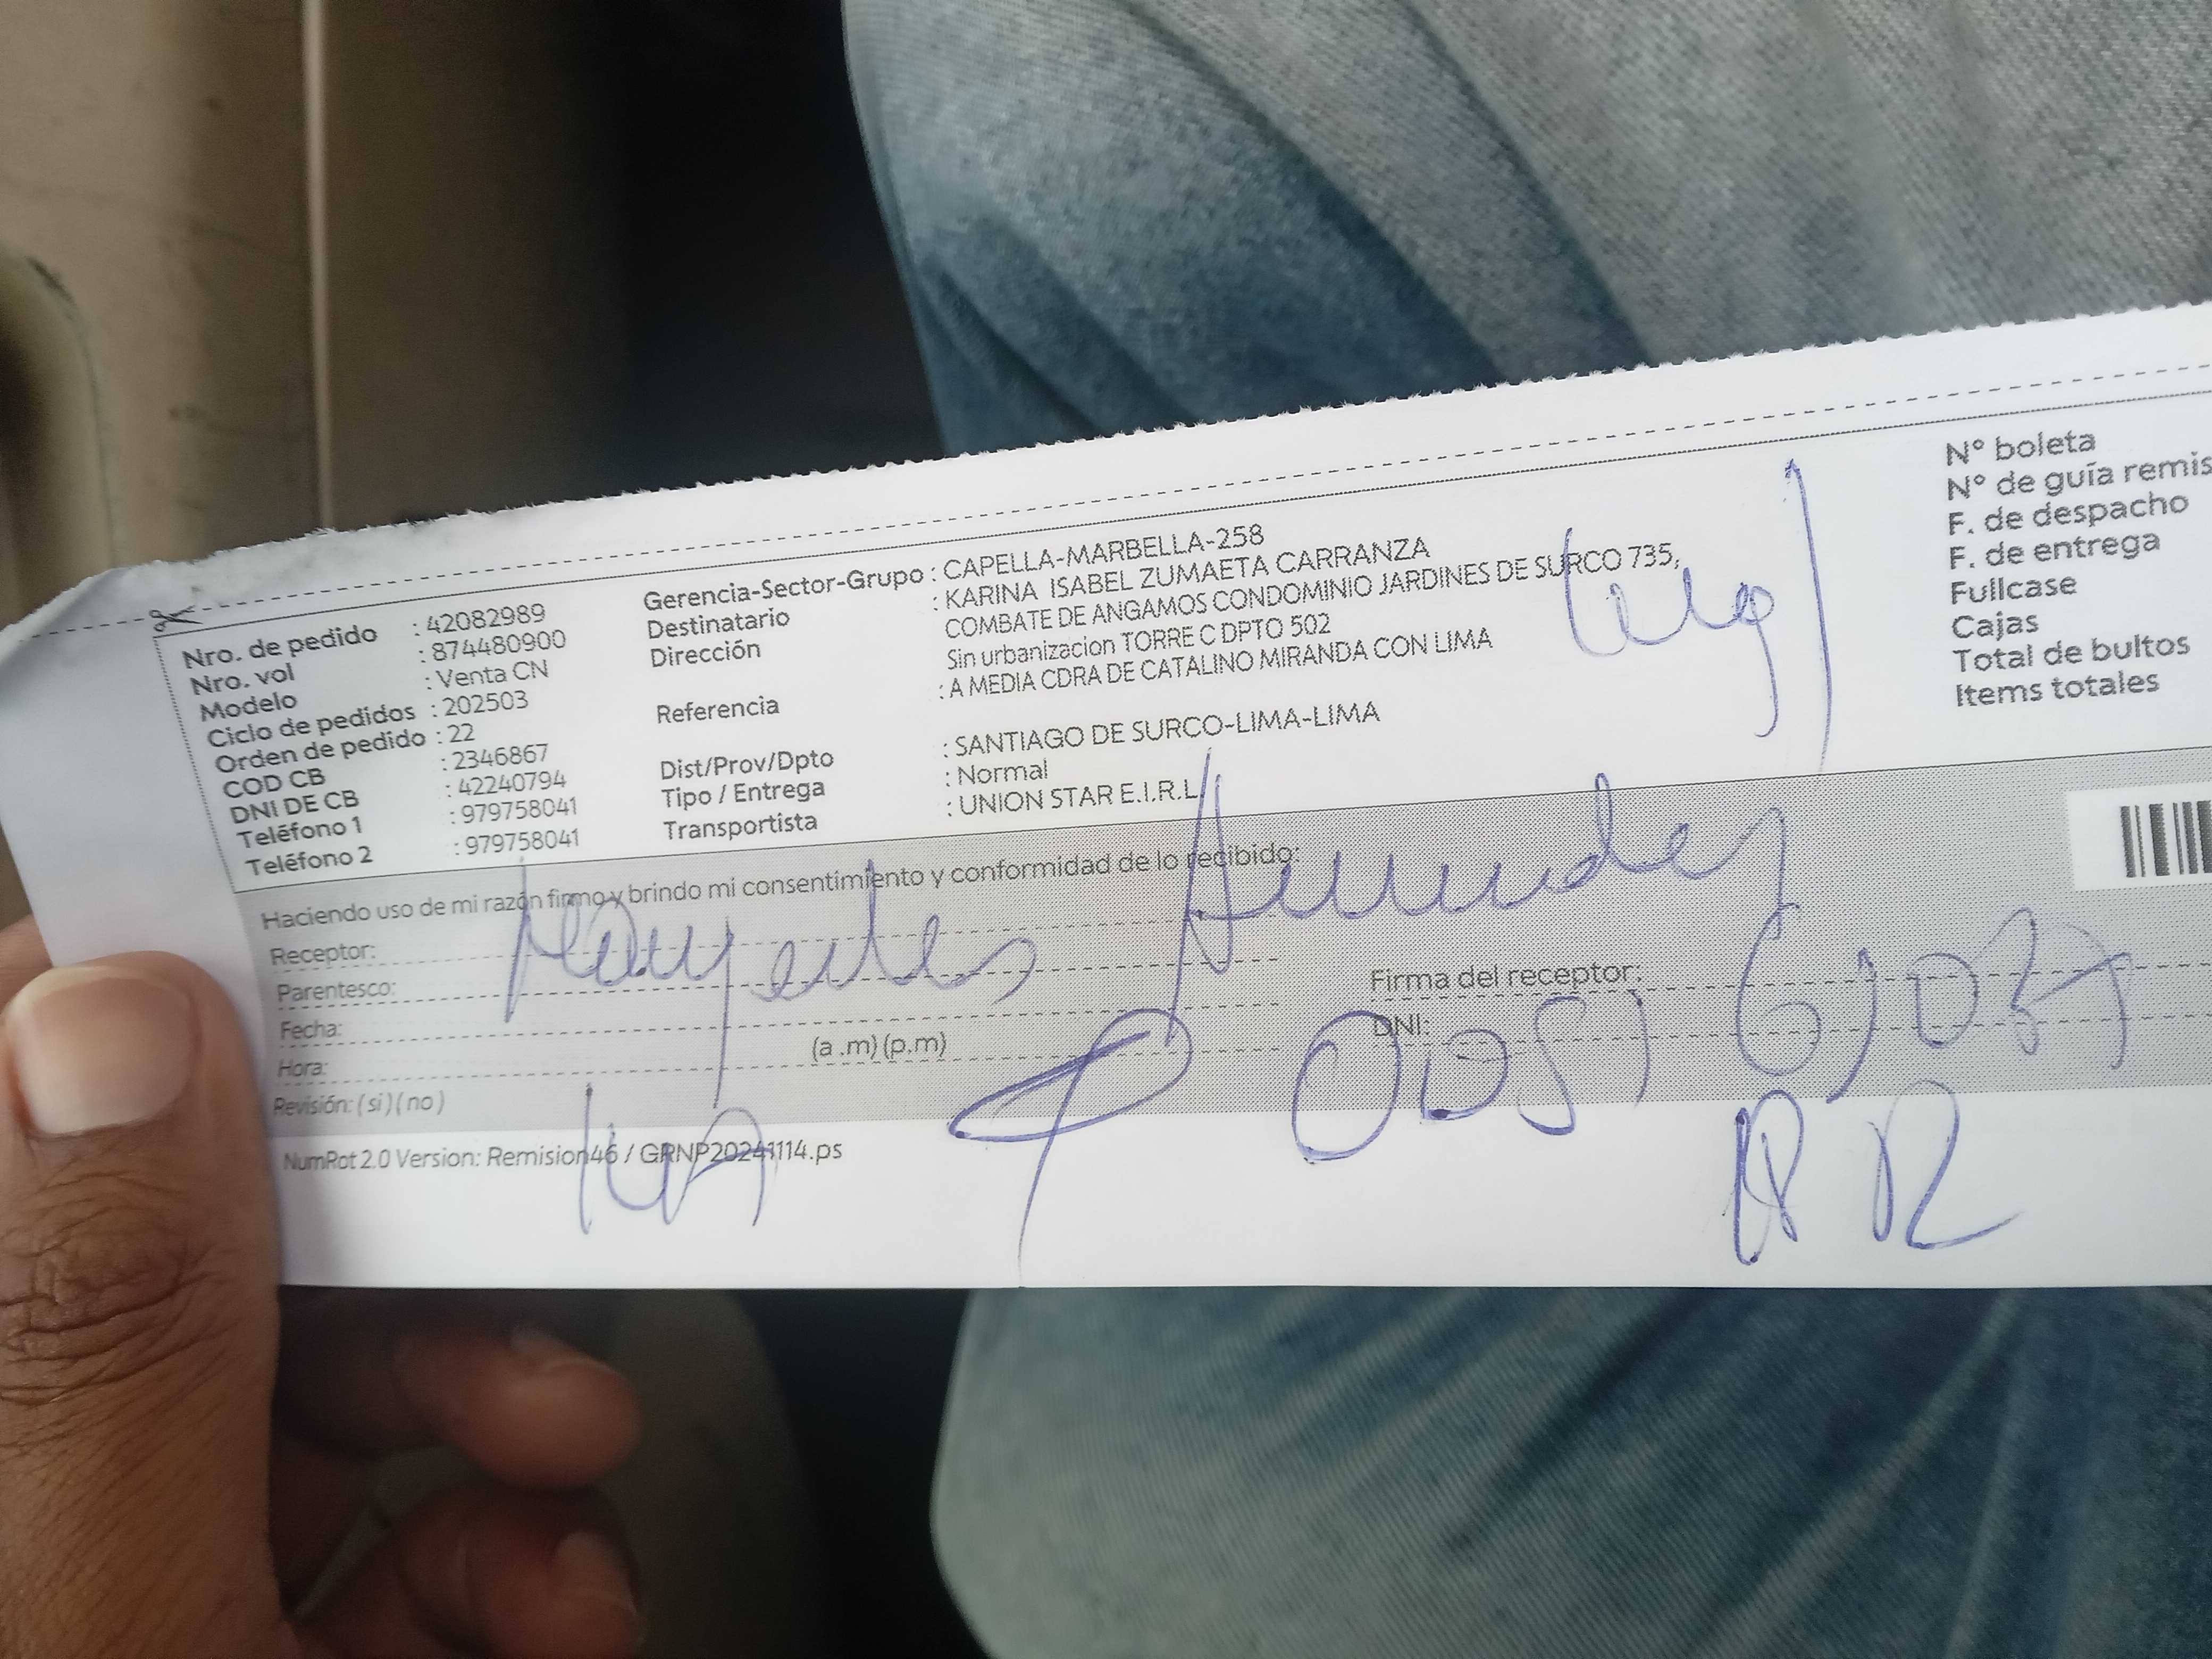 Nro. de pedido : 42082989
Nro. vol : 874480900
Modelo : Venta CN
Ciclo de pedidos : 202503
Orden de pedido : 22
COD CB : 2346867
DNI DE CB : 42240794
Teléfono 1 : 979758041
Teléfono 2 : 979758041
Gerencia-Sector-Grupo : CAPELLA-MARBELLA-258
Destinatario : KARINA ISABEL ZUMAETA CARRANZA
Dirección COMBATE DE ANGAMOS CONDOMINIO JARDINES DE SURCO 735,
Sin urbanizacion TORRE C DPTO 502
Referencia : A MEDIA CDRA DE CATALINO MIRANDA CON LIMA
Dist/Prov/Dpto : SANTIAGO DE SURCO-LIMA-LIMA
Tipo / Entrega : Normal
Transportista : UNION STAR E.I.R.L
N° boleta
N° de guía remis
F. de despacho
F. de entrega
Fullcase
Cajas
Total de bultos
Items totales
Haciendo uso de mi razón firmo y brindo mi consentimiento y conformidad de lo recibido:
Receptor:
Parentesco:
Fecha:
Hora: (a .m) (p.m)
Revisión: ( si ) ( no )
Firma del receptor:
DNI:
NumRot 2.0 Version: Remision46 / GRNP20241114.ps